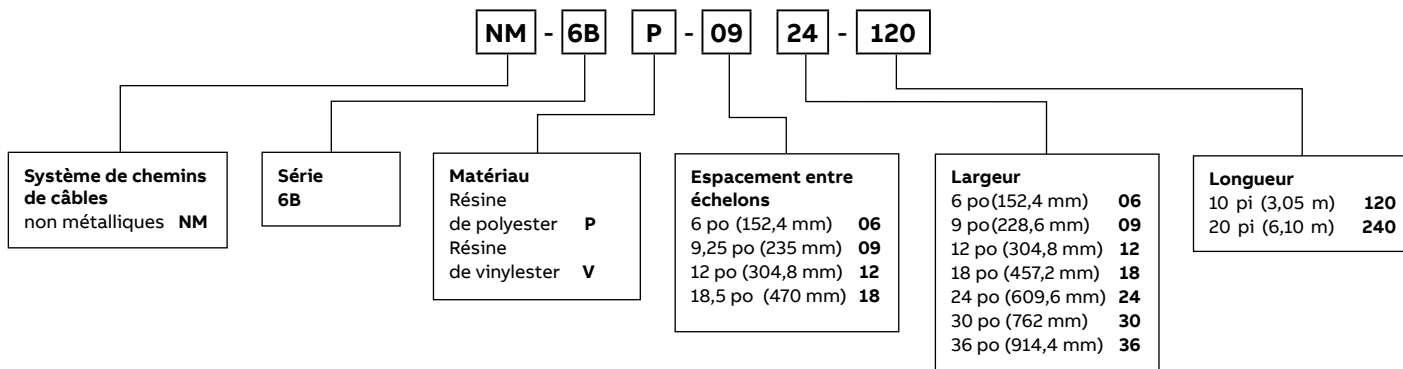 NM - 6B P - 09 24 - 120
Système de chemins
de câbles
non métalliques NM
Série
6B
Matériau
Résine
de polyester P
Résine
de vinylester V
Espacement entre
échelons
6 po (152,4 mm) 06
9,25 po (235 mm) 09
12 po (304,8 mm) 12
18,5 po (470 mm) 18
Largeur
6 po(152,4 mm) 06
9 po(228,6 mm) 09
12 po (304,8 mm) 12
18 po (457,2 mm) 18
24 po (609,6 mm) 24
30 po (762 mm) 30
36 po (914,4 mm) 36
Longueur
10 pi (3,05 m) 120
20 pi (6,10 m) 240